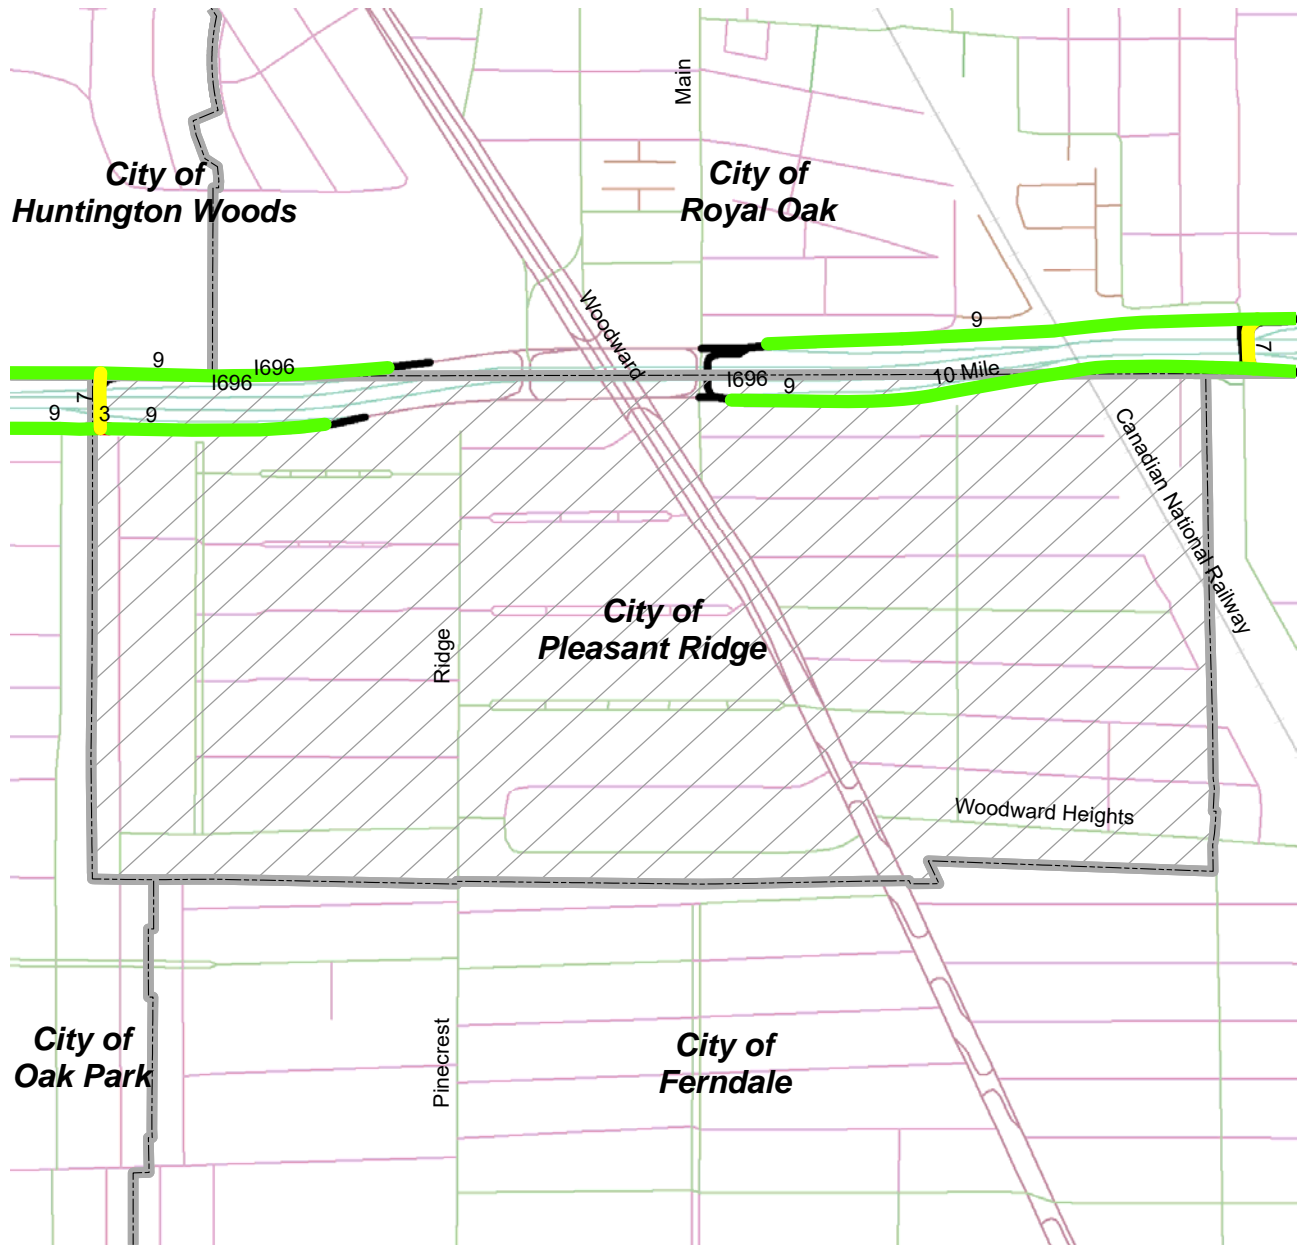 Main
City of
Huntington Woods
City of
Royal Oak
Woodward
9
9
I696
I696
I696
9
10 Mile
7
7
9
3
9
Canadian National Railway
City of
Pleasant Ridge
Ridge
Woodward Heights
City of
Oak Park
Pinecrest
City of
Ferndale